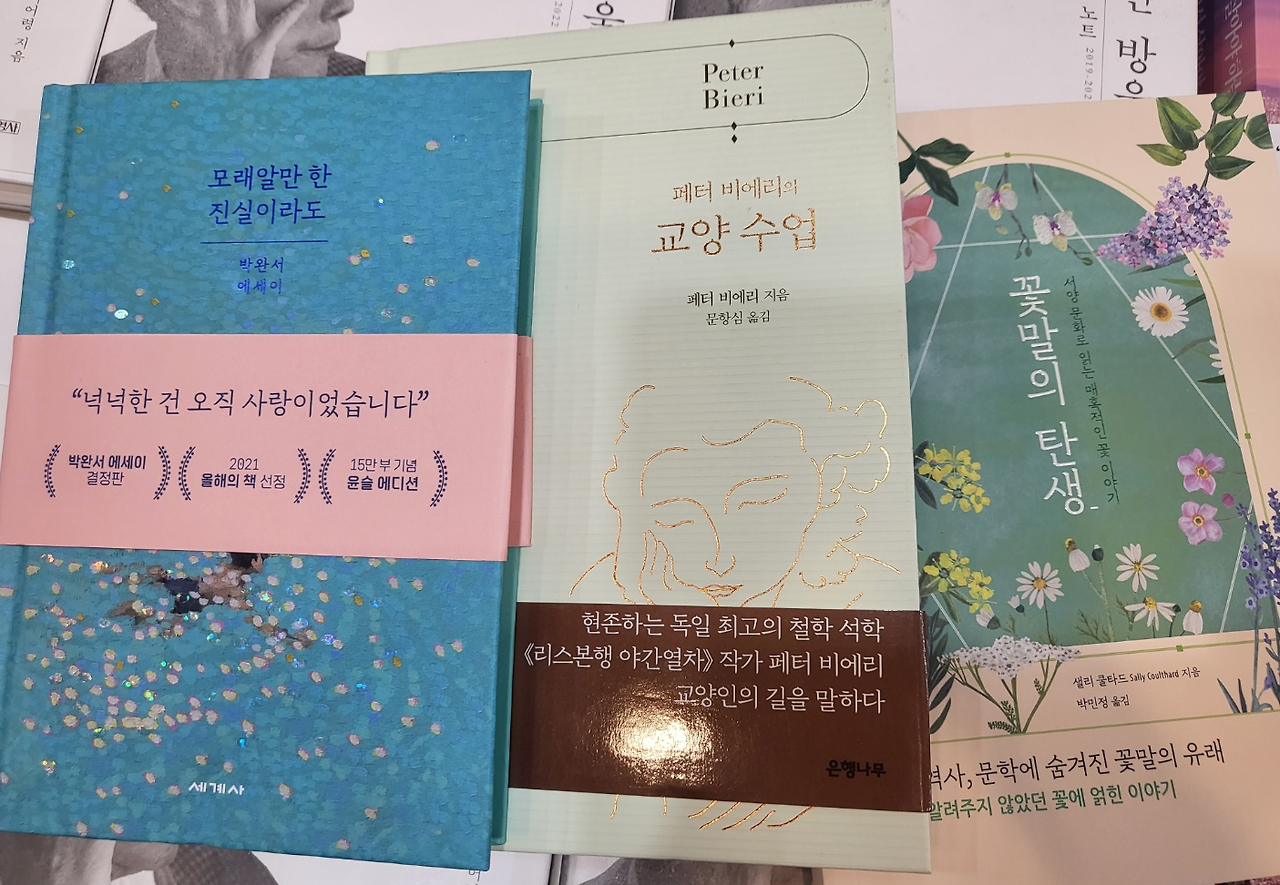 어령 지음
2022
노트 2019-202
모래알만 한
진실이라도
박완서
에세이
“넉넉한 건 오직 사랑이었습니다”
박완서 에세이
결정판
2021
올해의 책 선정
15만 부 기념
윤슬 에디션
세계사
Peter
Bieri
페터 비에리의
교양 수업
페터 비에리 지음
문항심 옮김
현존하는 독일 최고의 철학 석학
《리스본행 야간열차》 작가 페터 비에리
교양인의 길을 말하다
은행나무
서양 문화로 읽는 매혹적인 꽃 이야기
꽃말의 탄생
샐리 쿨타드 Sally Coulthard 지음
박민정 옮김
역사, 문학에 숨겨진 꽃말의 유래
알려주지 않았던 꽃에 얽힌 이야기